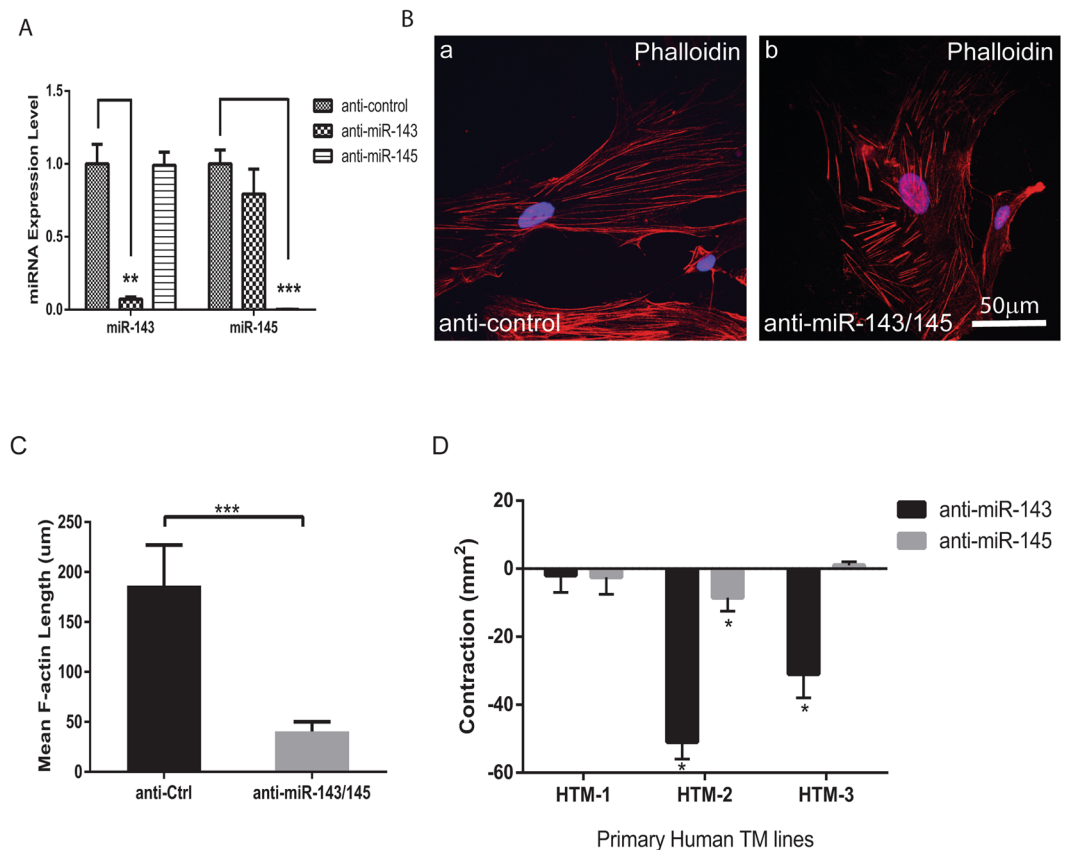 A
miRNA Expression Level
1.5
1.0
0.5
0.0
**
***
miR-143
miR-145
anti-control
anti-miR-143
anti-miR-145
B
a
Phalloidin
anti-control
b
Phalloidin
anti-miR-143/145
50μm
C
Mean F-actin Length (um)
250
200
150
100
50
0
***
anti-Ctrl
anti-miR-143/145
D
Contraction (mm²)
20
0
-20
-40
-60
*
*
*
HTM-1
HTM-2
HTM-3
Primary Human TM lines
anti-miR-143
anti-miR-145